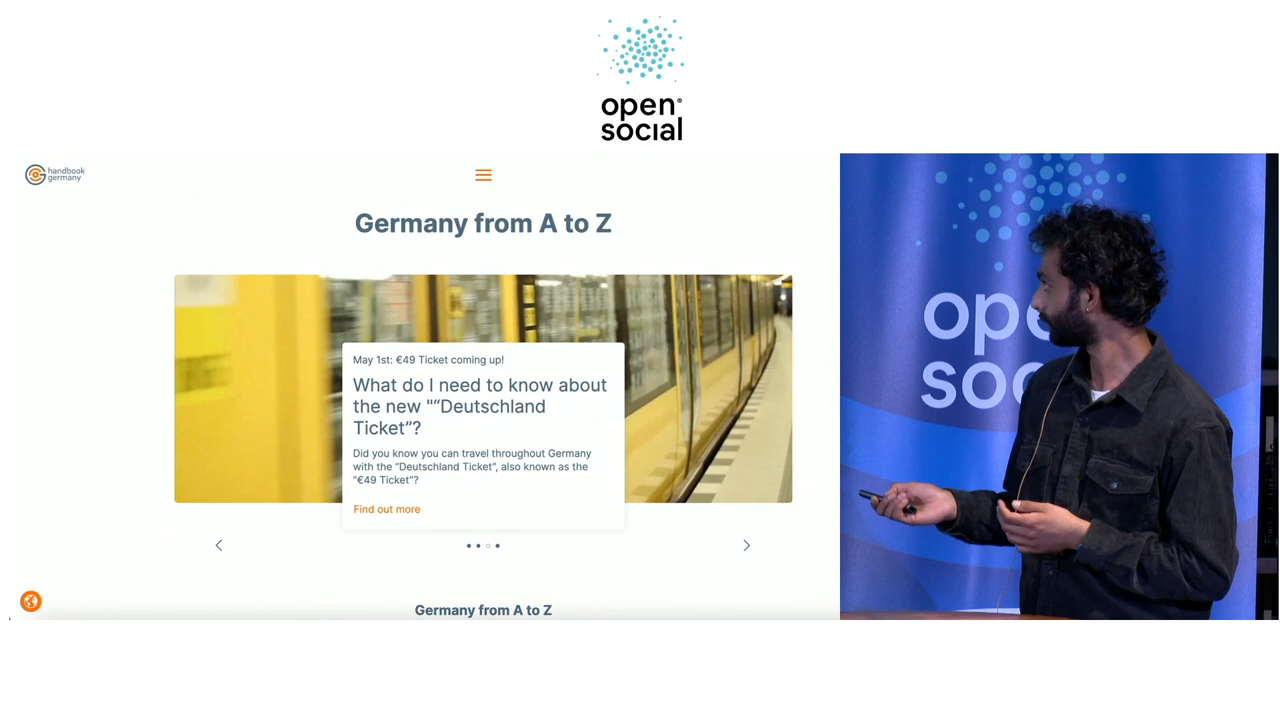 open®
social
handbook
germany
Germany from A to Z
May 1st: €49 Ticket coming up!
What do I need to know about
the new "“Deutschland
Ticket”?
Did you know you can travel throughout Germany
with the “Deutschland Ticket”, also known as the
“€49 Ticket”?
Find out more
Germany from A to Z
ope
soc